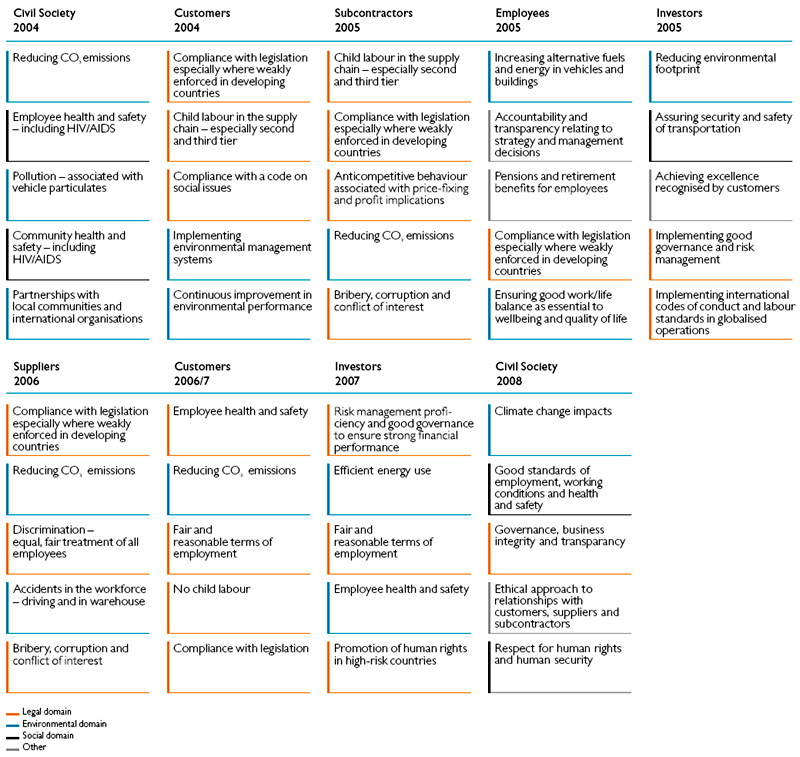 Civil Society
2004
Customers
2004
Subcontractors
2005
Employees
2005
Investors
2005
Reducing CO₂ emissions
Compliance with legislation
especially where weakly
enforced in developing
countries
Child labour in the supply
chain – especially second
and third tier
Increasing alternative fuels
and energy in vehicles and
buildings
Reducing environmental
footprint
Employee health and safety
– including HIV/AIDS
Child labour in the supply
chain – especially second
and third tier
Compliance with legislation
especially where weakly
enforced in developing
countries
Accountability and
transparency relating to
strategy and management
decisions
Assuring security and safety
of transportation
Pollution – associated with
vehicle particulates
Compliance with a code on
social issues
Anticompetitive behaviour
associated with price-fixing
and profit implications
Pensions and retirement
benefits for employees
Achieving excellence
recognised by customers
Community health and
safety – including
HIV/AIDS
Implementing
environmental management
systems
Reducing CO₂ emissions
Compliance with legislation
especially where weakly
enforced in developing
countries
Implementing good
governance and risk
management
Partnerships with
local communities and
international organisations
Continuous improvement in
environmental performance
Bribery, corruption and
conflict of interest
Ensuring good work/life
balance as essential to
wellbeing and quality of life
Implementing international
codes of conduct and labour
standards in globalised
operations
Suppliers
2006
Customers
2006/7
Investors
2007
Civil Society
2008
Compliance with legislation
especially where weakly
enforced in developing
countries
Employee health and safety
Risk management profi-
ciency and good governance
to ensure strong financial
performance
Climate change impacts
Reducing CO₂ emissions
Reducing CO₂ emissions
Efficient energy use
Good standards of
employment, working
conditions and health
and safety
Discrimination –
equal, fair treatment of all
employees
Fair and
reasonable terms of
employment
Fair and
reasonable terms of
employment
Governance, business
integrity and transparancy
Accidents in the workforce
– driving and in warehouse
No child labour
Employee health and safety
Ethical approach to
relationships with
customers, suppliers and
subcontractors
Bribery, corruption and
conflict of interest
Compliance with legislation
Promotion of human rights
in high-risk countries
Respect for human rights
and human security
Legal domain
Environmental domain
Social domain
Other